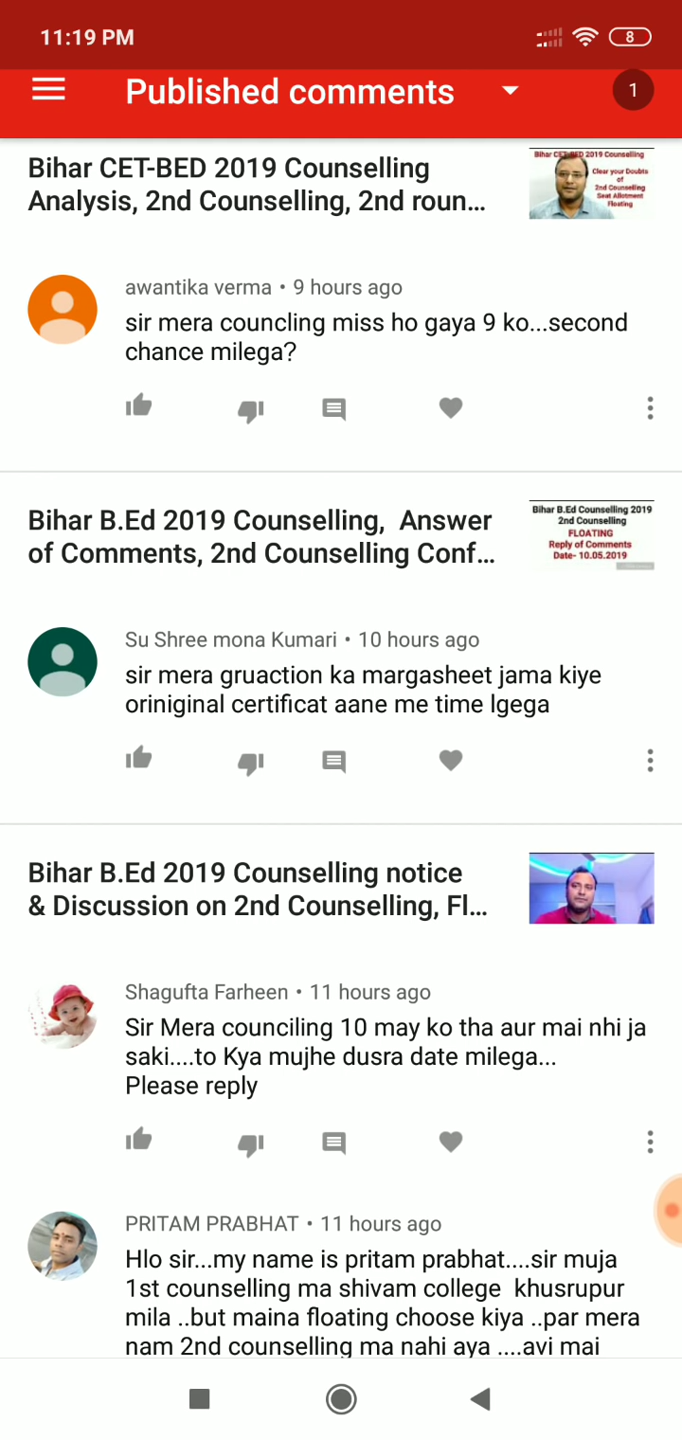 11:19 PM
8
Published comments
1
Bihar CET-BED 2019 Counselling
Analysis, 2nd Counselling, 2nd roun...
Bihar CET-BED 2019 Counselling
Clear your Doubts
of
2nd Counselling
Seat Allotment
Floating
awantika verma • 9 hours ago
sir mera councling miss ho gaya 9 ko...second
chance milega?
Bihar B.Ed 2019 Counselling, Answer
of Comments, 2nd Counselling Conf...
Bihar B.Ed Counselling 2019
2nd Counselling
FLOATING
Reply of Comments
Date- 10.05.2019
Su Shree mona Kumari • 10 hours ago
sir mera gruaction ka margasheet jama kiye
oriniginal certificat aane me time lgega
Bihar B.Ed 2019 Counselling notice
& Discussion on 2nd Counselling, Fl...
Shagufta Farheen • 11 hours ago
Sir Mera counciling 10 may ko tha aur mai nhi ja
saki....to Kya mujhe dusra date milega...
Please reply
PRITAM PRABHAT • 11 hours ago
Hlo sir...my name is pritam prabhat....sir muja
1st counselling ma shivam college khusrupur
mila ..but maina floating choose kiya ..par mera
nam 2nd counselling ma nahi aya ....avi mai